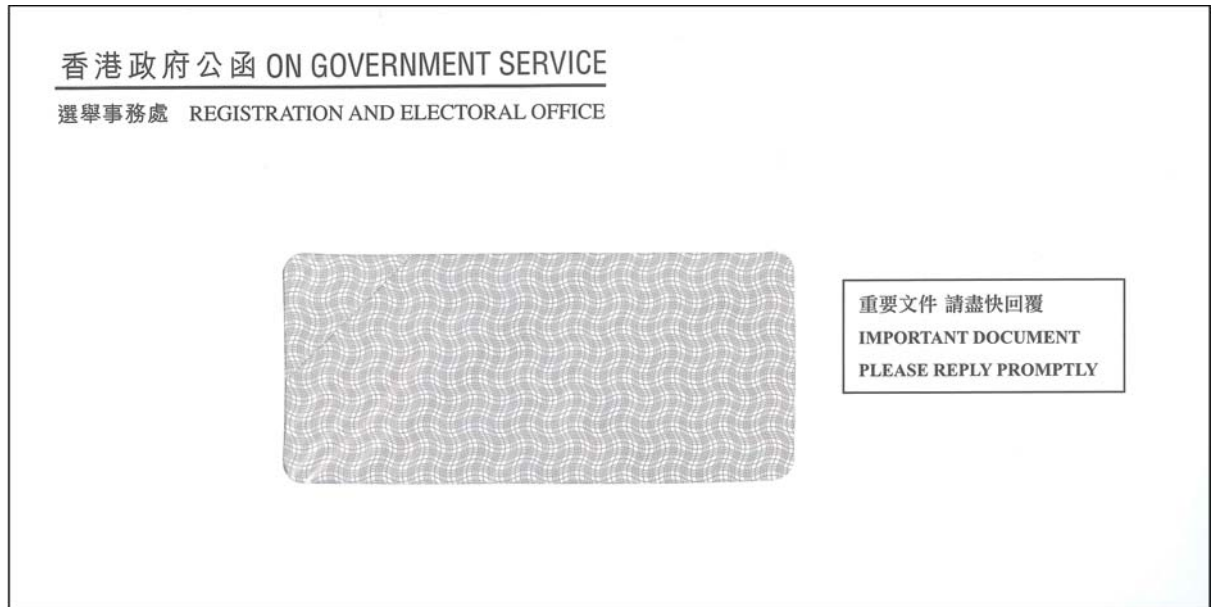 香港政府公函 ON GOVERNMENT SERVICE
選舉事務處 REGISTRATION AND ELECTORAL OFFICE
重要文件 請盡快回覆
IMPORTANT DOCUMENT
PLEASE REPLY PROMPTLY